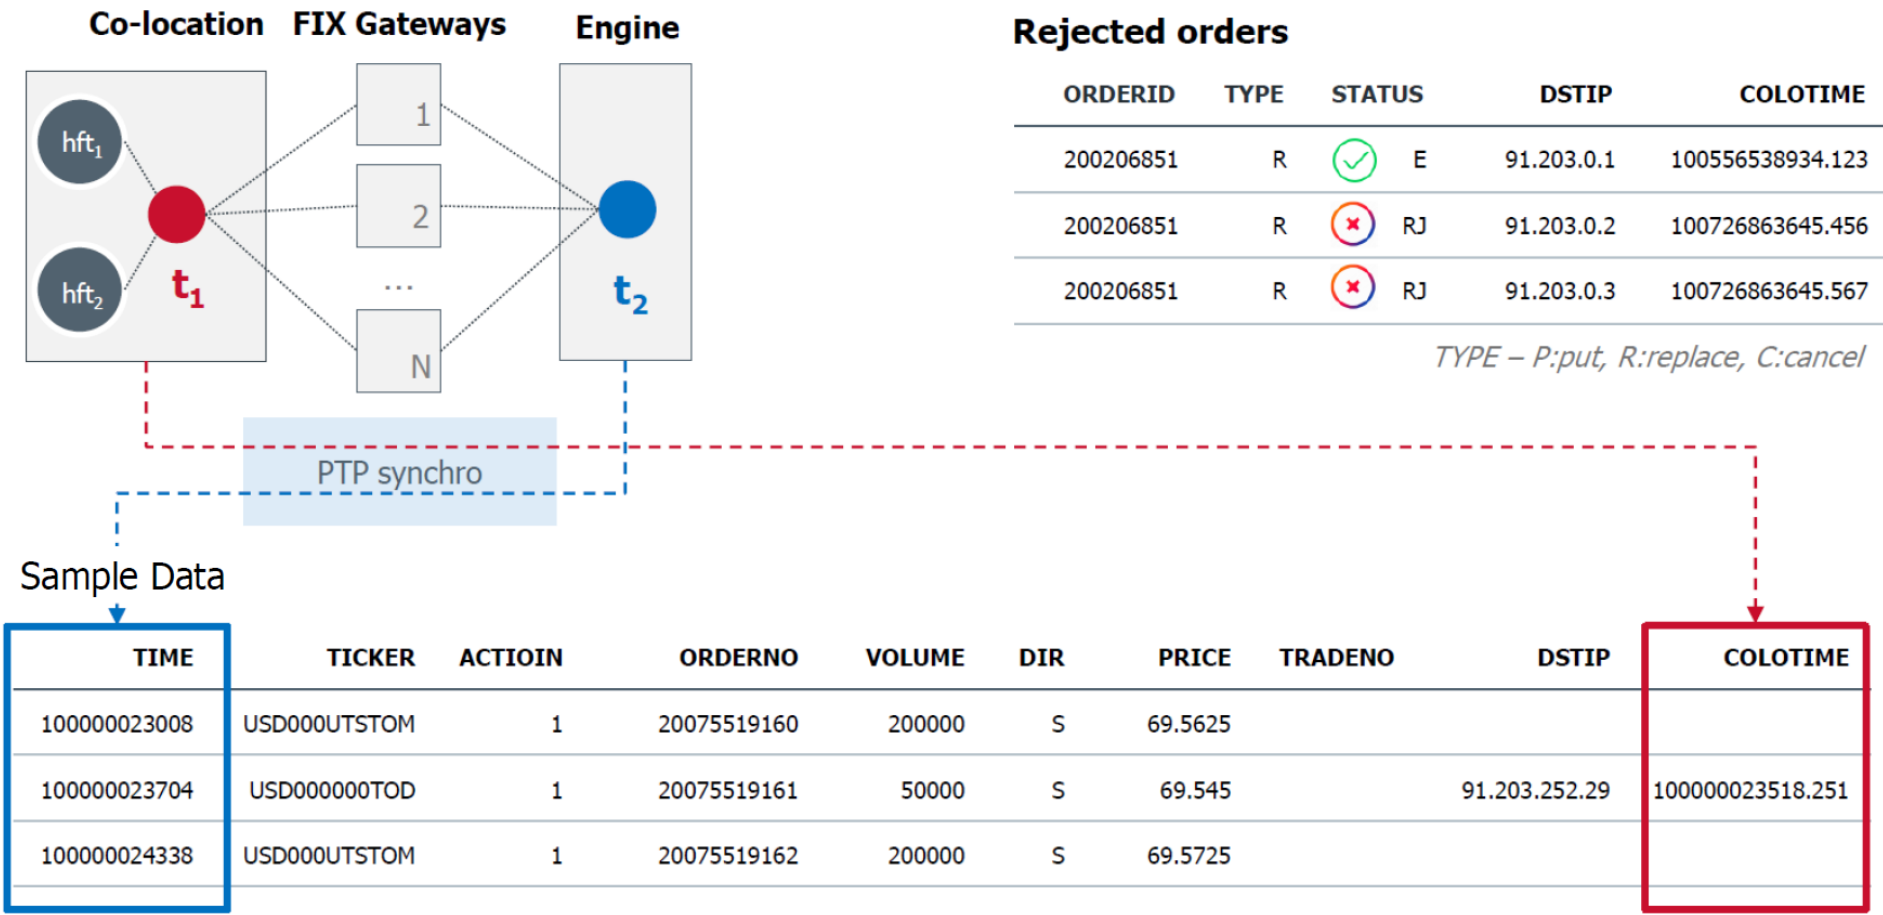 Co-location FIX Gateways Engine
hft1
hft2
t1
1
2
...
N
t2
PTP synchro
Rejected orders
ORDERID TYPE STATUS DSTIP COLOTIME
200206851 R E 91.203.0.1 100556538934.123
200206851 R RJ 91.203.0.2 100726863645.456
200206851 R RJ 91.203.0.3 100726863645.567
TYPE – P:put, R:replace, C:cancel
Sample Data
TIME TICKER ACTIOIN ORDERNO VOLUME DIR PRICE TRADENO DSTIP COLOTIME
100000023008 USD000UTSTOM 1 20075519160 200000 S 69.5625
100000023704 USD000000TOD 1 20075519161 50000 S 69.545 91.203.252.29 100000023518.251
100000024338 USD000UTSTOM 1 20075519162 200000 S 69.5725